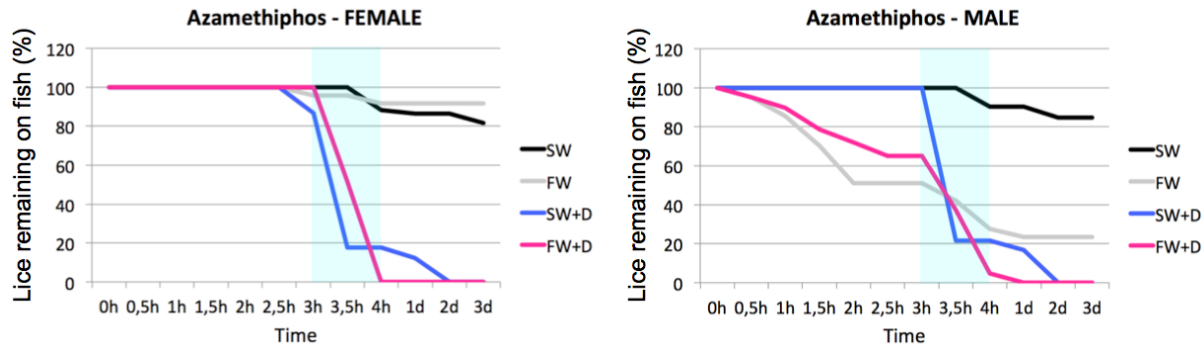 Azamethiphos - FEMALE
Lice remaining on fish (%)
120
100
80
60
40
20
0
0h 0,5h 1h 1,5h 2h 2,5h 3h 3,5h 4h 1d 2d 3d
Time
SW
FW
SW+D
FW+D
Azamethiphos - MALE
Lice remaining on fish (%)
120
100
80
60
40
20
0
0h 0,5h 1h 1,5h 2h 2,5h 3h 3,5h 4h 1d 2d 3d
Time
SW
FW
SW+D
FW+D